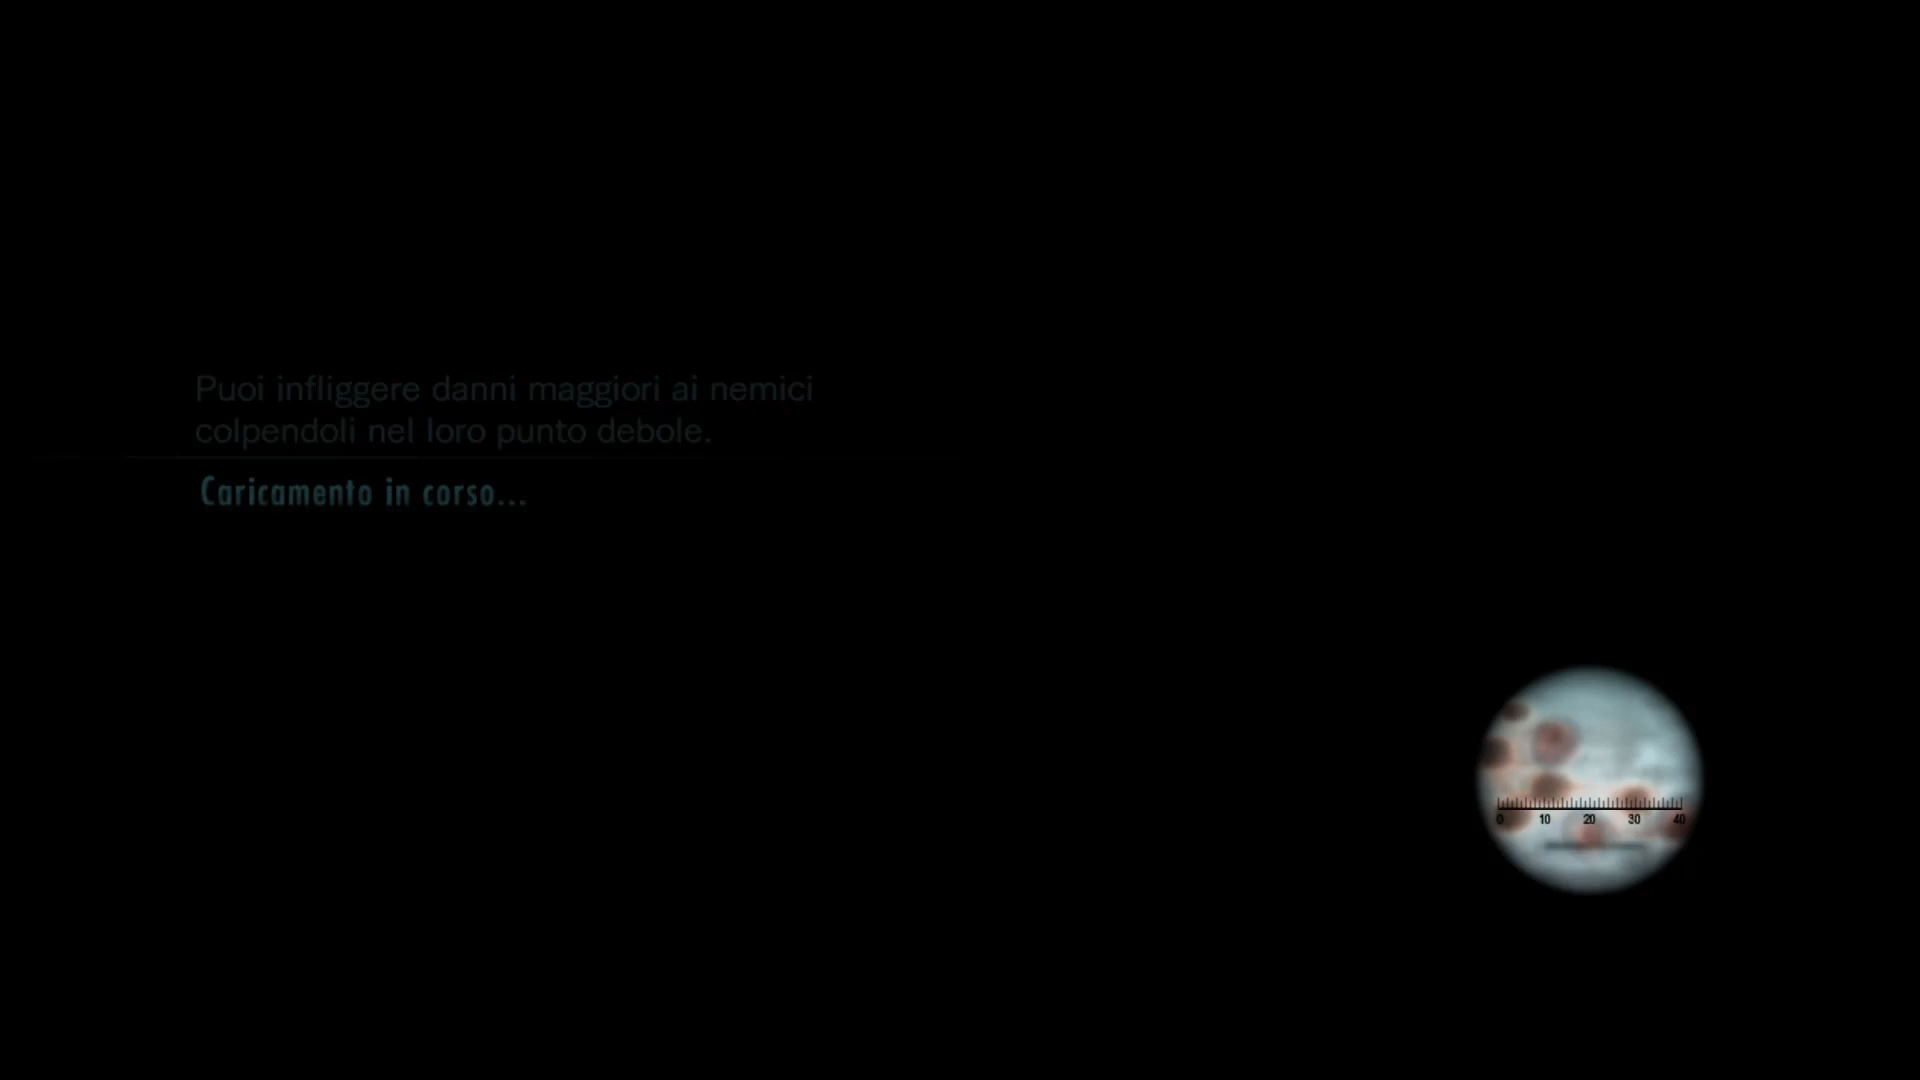 Puoi infliggere danni maggiori ai nemici
colpendoli nel loro punto debole.
Caricamento in corso...
0 10 20 30 40